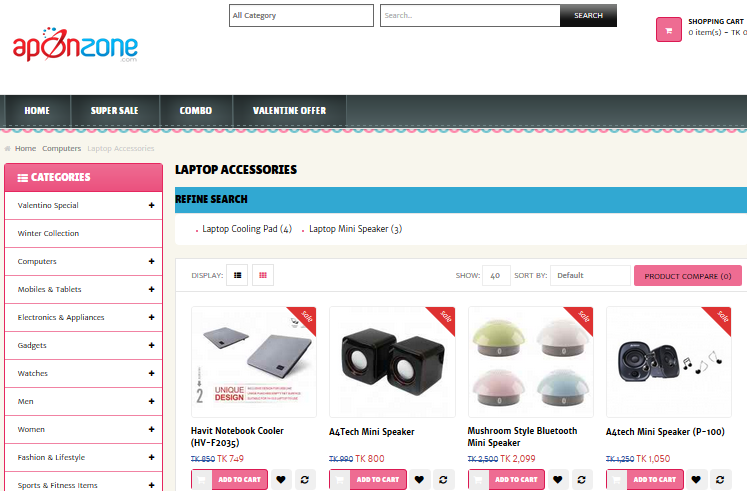 aponzone
.com
All Category
Search...
SEARCH
SHOPPING CART
0 item(s) - TK 0
HOME
SUPER SALE
COMBO
VALENTINE OFFER
Home Computers Laptop Accessories
CATEGORIES
Valentino Special
Winter Collection
Computers
Mobiles & Tablets
Electronics & Appliances
Gadgets
Watches
Men
Women
Fashion & Lifestyle
Sports & Fitness Items
LAPTOP ACCESSORIES
REFINE SEARCH
Laptop Cooling Pad (4)
Laptop Mini Speaker (3)
DISPLAY:
SHOW: 40 SORT BY: Default
PRODUCT COMPARE (0)
sale
2
UNIQUE
DESIGN
Havit Notebook Cooler
(HV-F2035)
TK 850 TK 749
ADD TO CART
sale
A4Tech Mini Speaker
TK 990 TK 800
ADD TO CART
sale
Mushroom Style Bluetooth
Mini Speaker
TK 2,500 TK 2,099
ADD TO CART
sale
A4tech Mini Speaker (P-100)
TK 1,250 TK 1,050
ADD TO CART